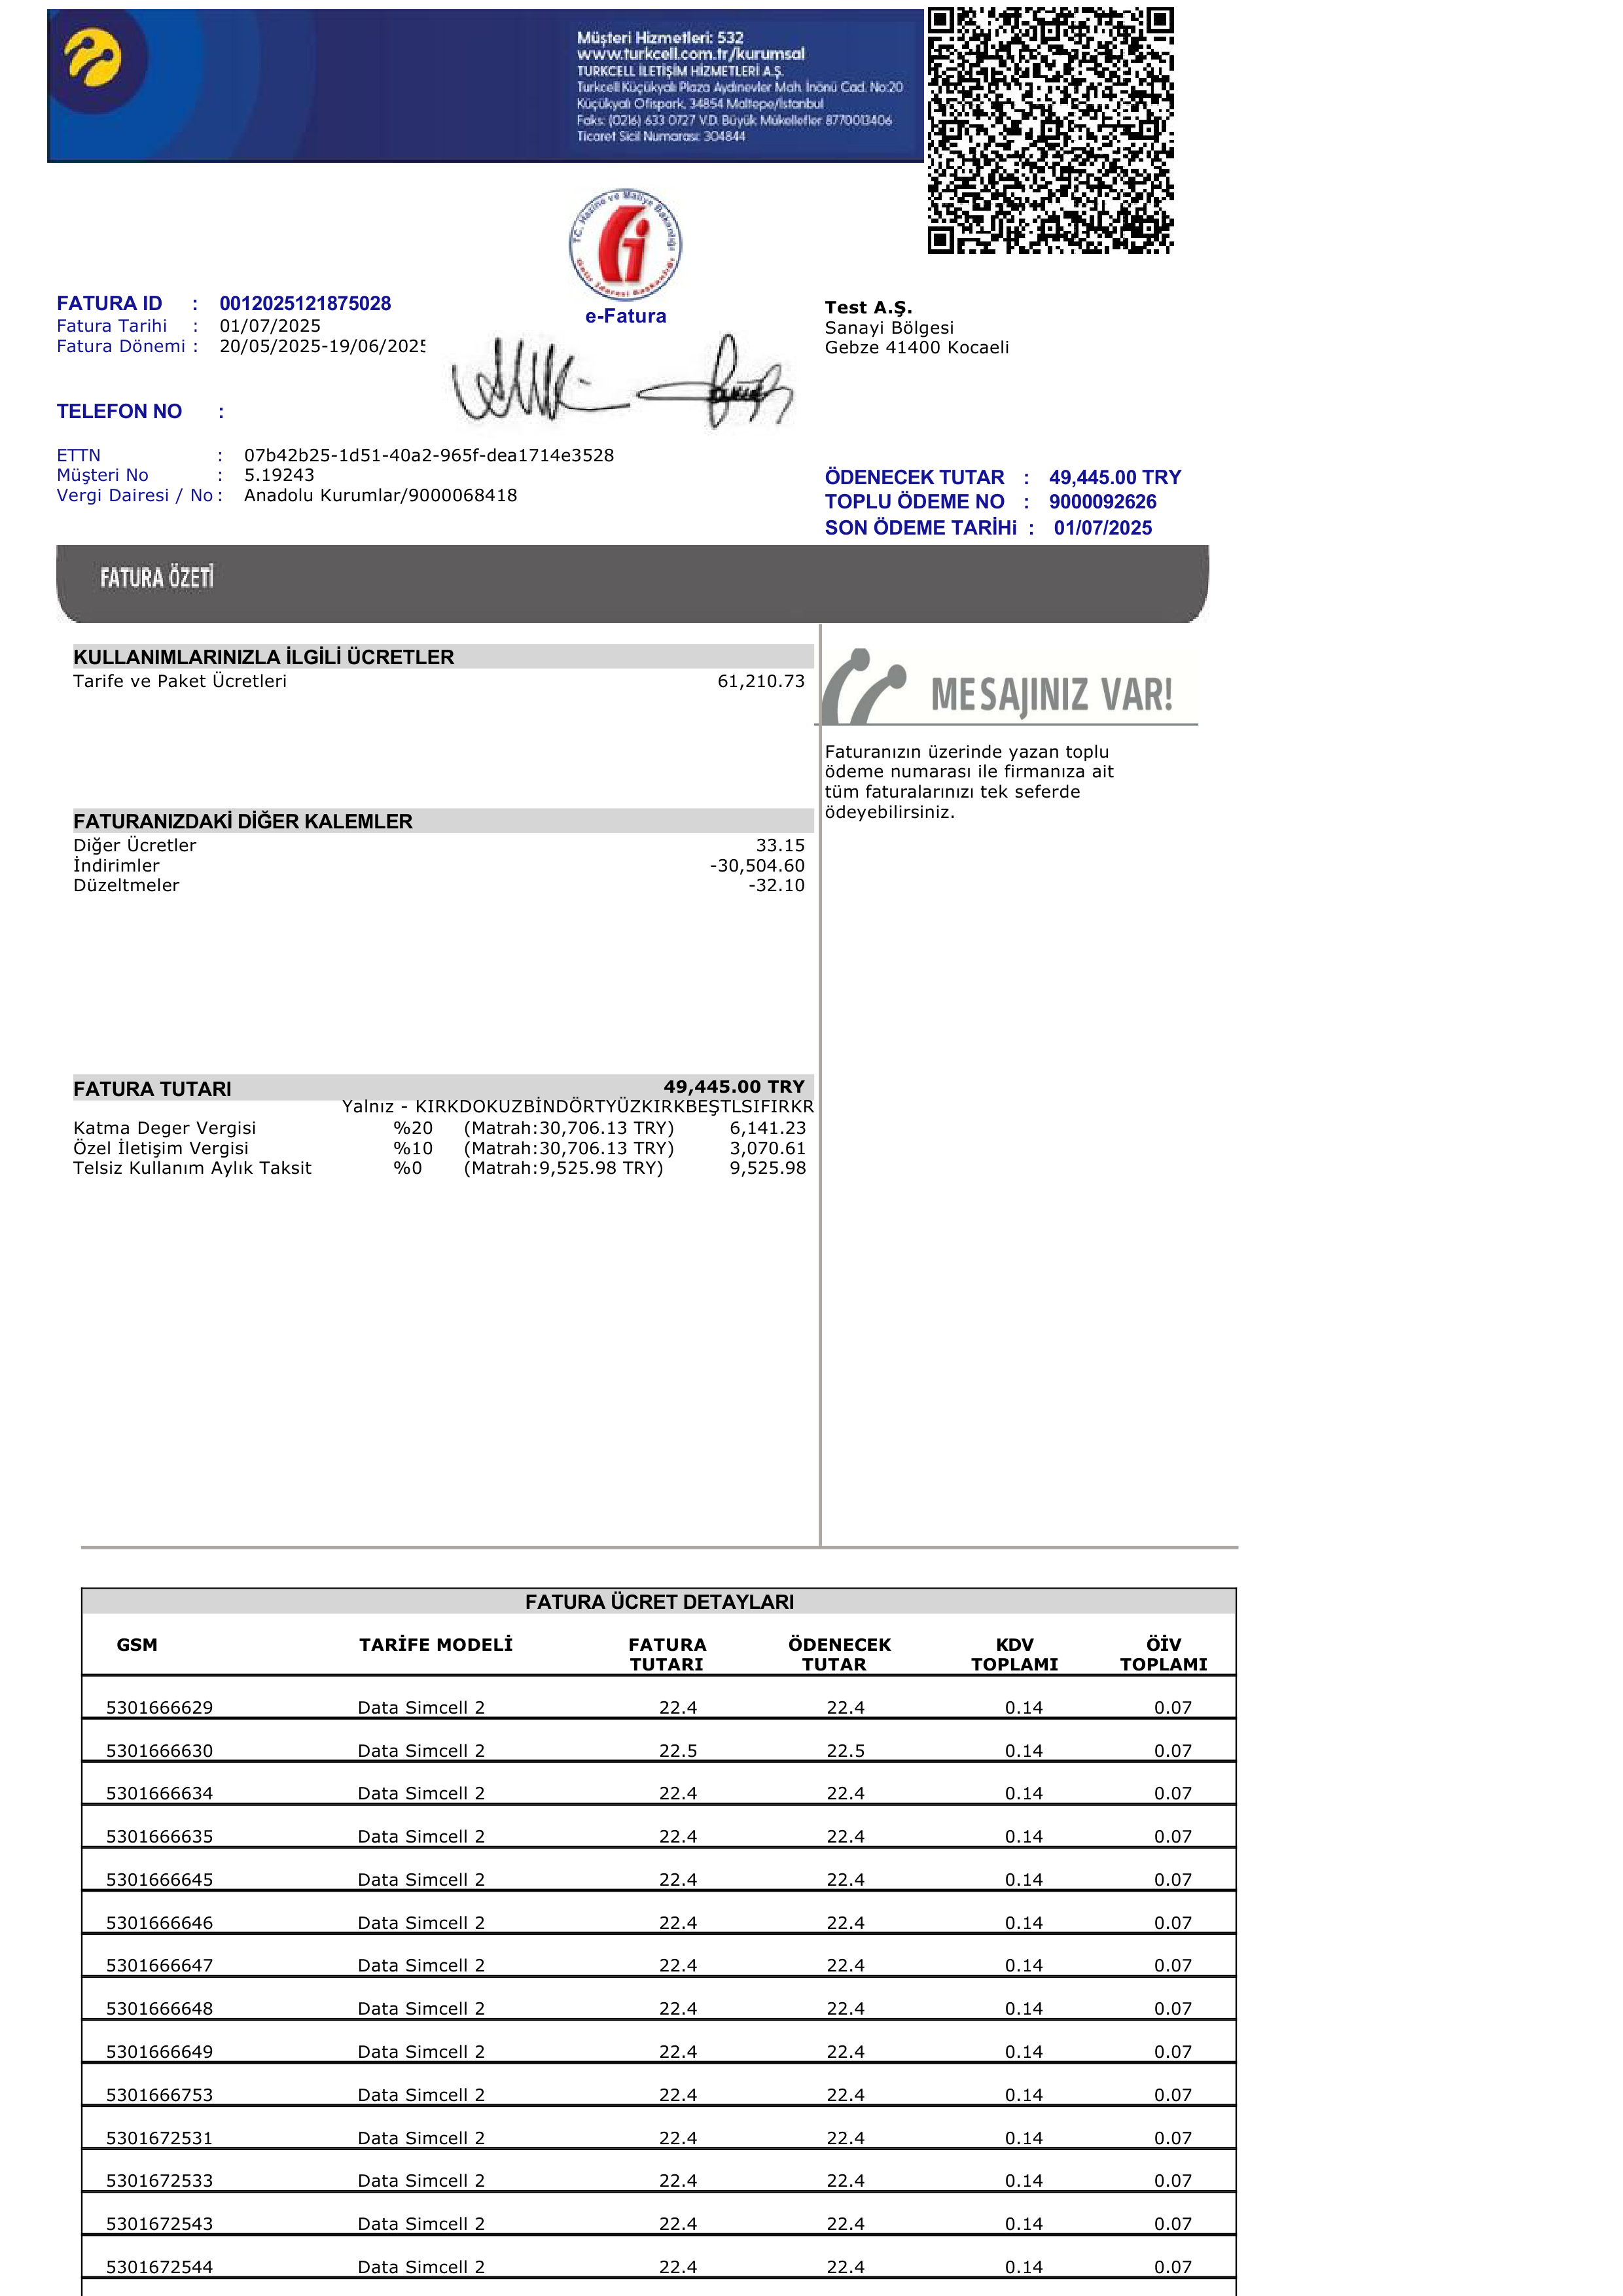 Müşteri Hizmetleri: 532
www.turkcell.com.tr/kurumsal
TURKCELL İLETİŞİM HİZMETLERİ A.Ş.
Turkcell Küçükyalı Plaza Aydınevler Mah. İnönü Cad. No:20
Küçükyalı Ofispark, 34854 Maltepe/İstanbul
Faks: (0216) 633 0727 V.D. Büyük Mükellefler 8770013406
Ticaret Sicil Numarası: 304844
T.C. Hazine ve Maliye Bakanlığı
Gelir İdaresi Başkanlığı
e-Fatura
FATURA ID : 0012025121875028
Fatura Tarihi : 01/07/2025
Fatura Dönemi : 20/05/2025-19/06/2025
Test A.Ş.
Sanayi Bölgesi
Gebze 41400 Kocaeli
TELEFON NO :
ETTN : 07b42b25-1d51-40a2-965f-dea1714e3528
Müşteri No : 5.19243
Vergi Dairesi / No : Anadolu Kurumlar/9000068418
ÖDENECEK TUTAR : 49,445.00 TRY
TOPLU ÖDEME NO : 9000092626
SON ÖDEME TARİHi : 01/07/2025
FATURA ÖZETİ
KULLANIMLARINIZLA İLGİLİ ÜCRETLER
Tarife ve Paket Ücretleri 61,210.73
FATURANIZDAKİ DİĞER KALEMLER
Diğer Ücretler 33.15
İndirimler -30,504.60
Düzeltmeler -32.10
FATURA TUTARI 49,445.00 TRY
Yalnız - KIRKDOKUZBİNDÖRTYÜZKIRKBEŞTLSIFIRKR
Katma Deger Vergisi %20 (Matrah:30,706.13 TRY) 6,141.23
Özel İletişim Vergisi %10 (Matrah:30,706.13 TRY) 3,070.61
Telsiz Kullanım Aylık Taksit %0 (Matrah:9,525.98 TRY) 9,525.98
MESAJINIZ VAR!
Faturanızın üzerinde yazan toplu
ödeme numarası ile firmanıza ait
tüm faturalarınızı tek seferde
ödeyebilirsiniz.
FATURA ÜCRET DETAYLARI
GSM TARİFE MODELİ FATURA TUTARI ÖDENECEK TUTAR KDV TOPLAMI ÖİV TOPLAMI
5301666629 Data Simcell 2 22.4 22.4 0.14 0.07
5301666630 Data Simcell 2 22.5 22.5 0.14 0.07
5301666634 Data Simcell 2 22.4 22.4 0.14 0.07
5301666635 Data Simcell 2 22.4 22.4 0.14 0.07
5301666645 Data Simcell 2 22.4 22.4 0.14 0.07
5301666646 Data Simcell 2 22.4 22.4 0.14 0.07
5301666647 Data Simcell 2 22.4 22.4 0.14 0.07
5301666648 Data Simcell 2 22.4 22.4 0.14 0.07
5301666649 Data Simcell 2 22.4 22.4 0.14 0.07
5301666753 Data Simcell 2 22.4 22.4 0.14 0.07
5301672531 Data Simcell 2 22.4 22.4 0.14 0.07
5301672533 Data Simcell 2 22.4 22.4 0.14 0.07
5301672543 Data Simcell 2 22.4 22.4 0.14 0.07
5301672544 Data Simcell 2 22.4 22.4 0.14 0.07